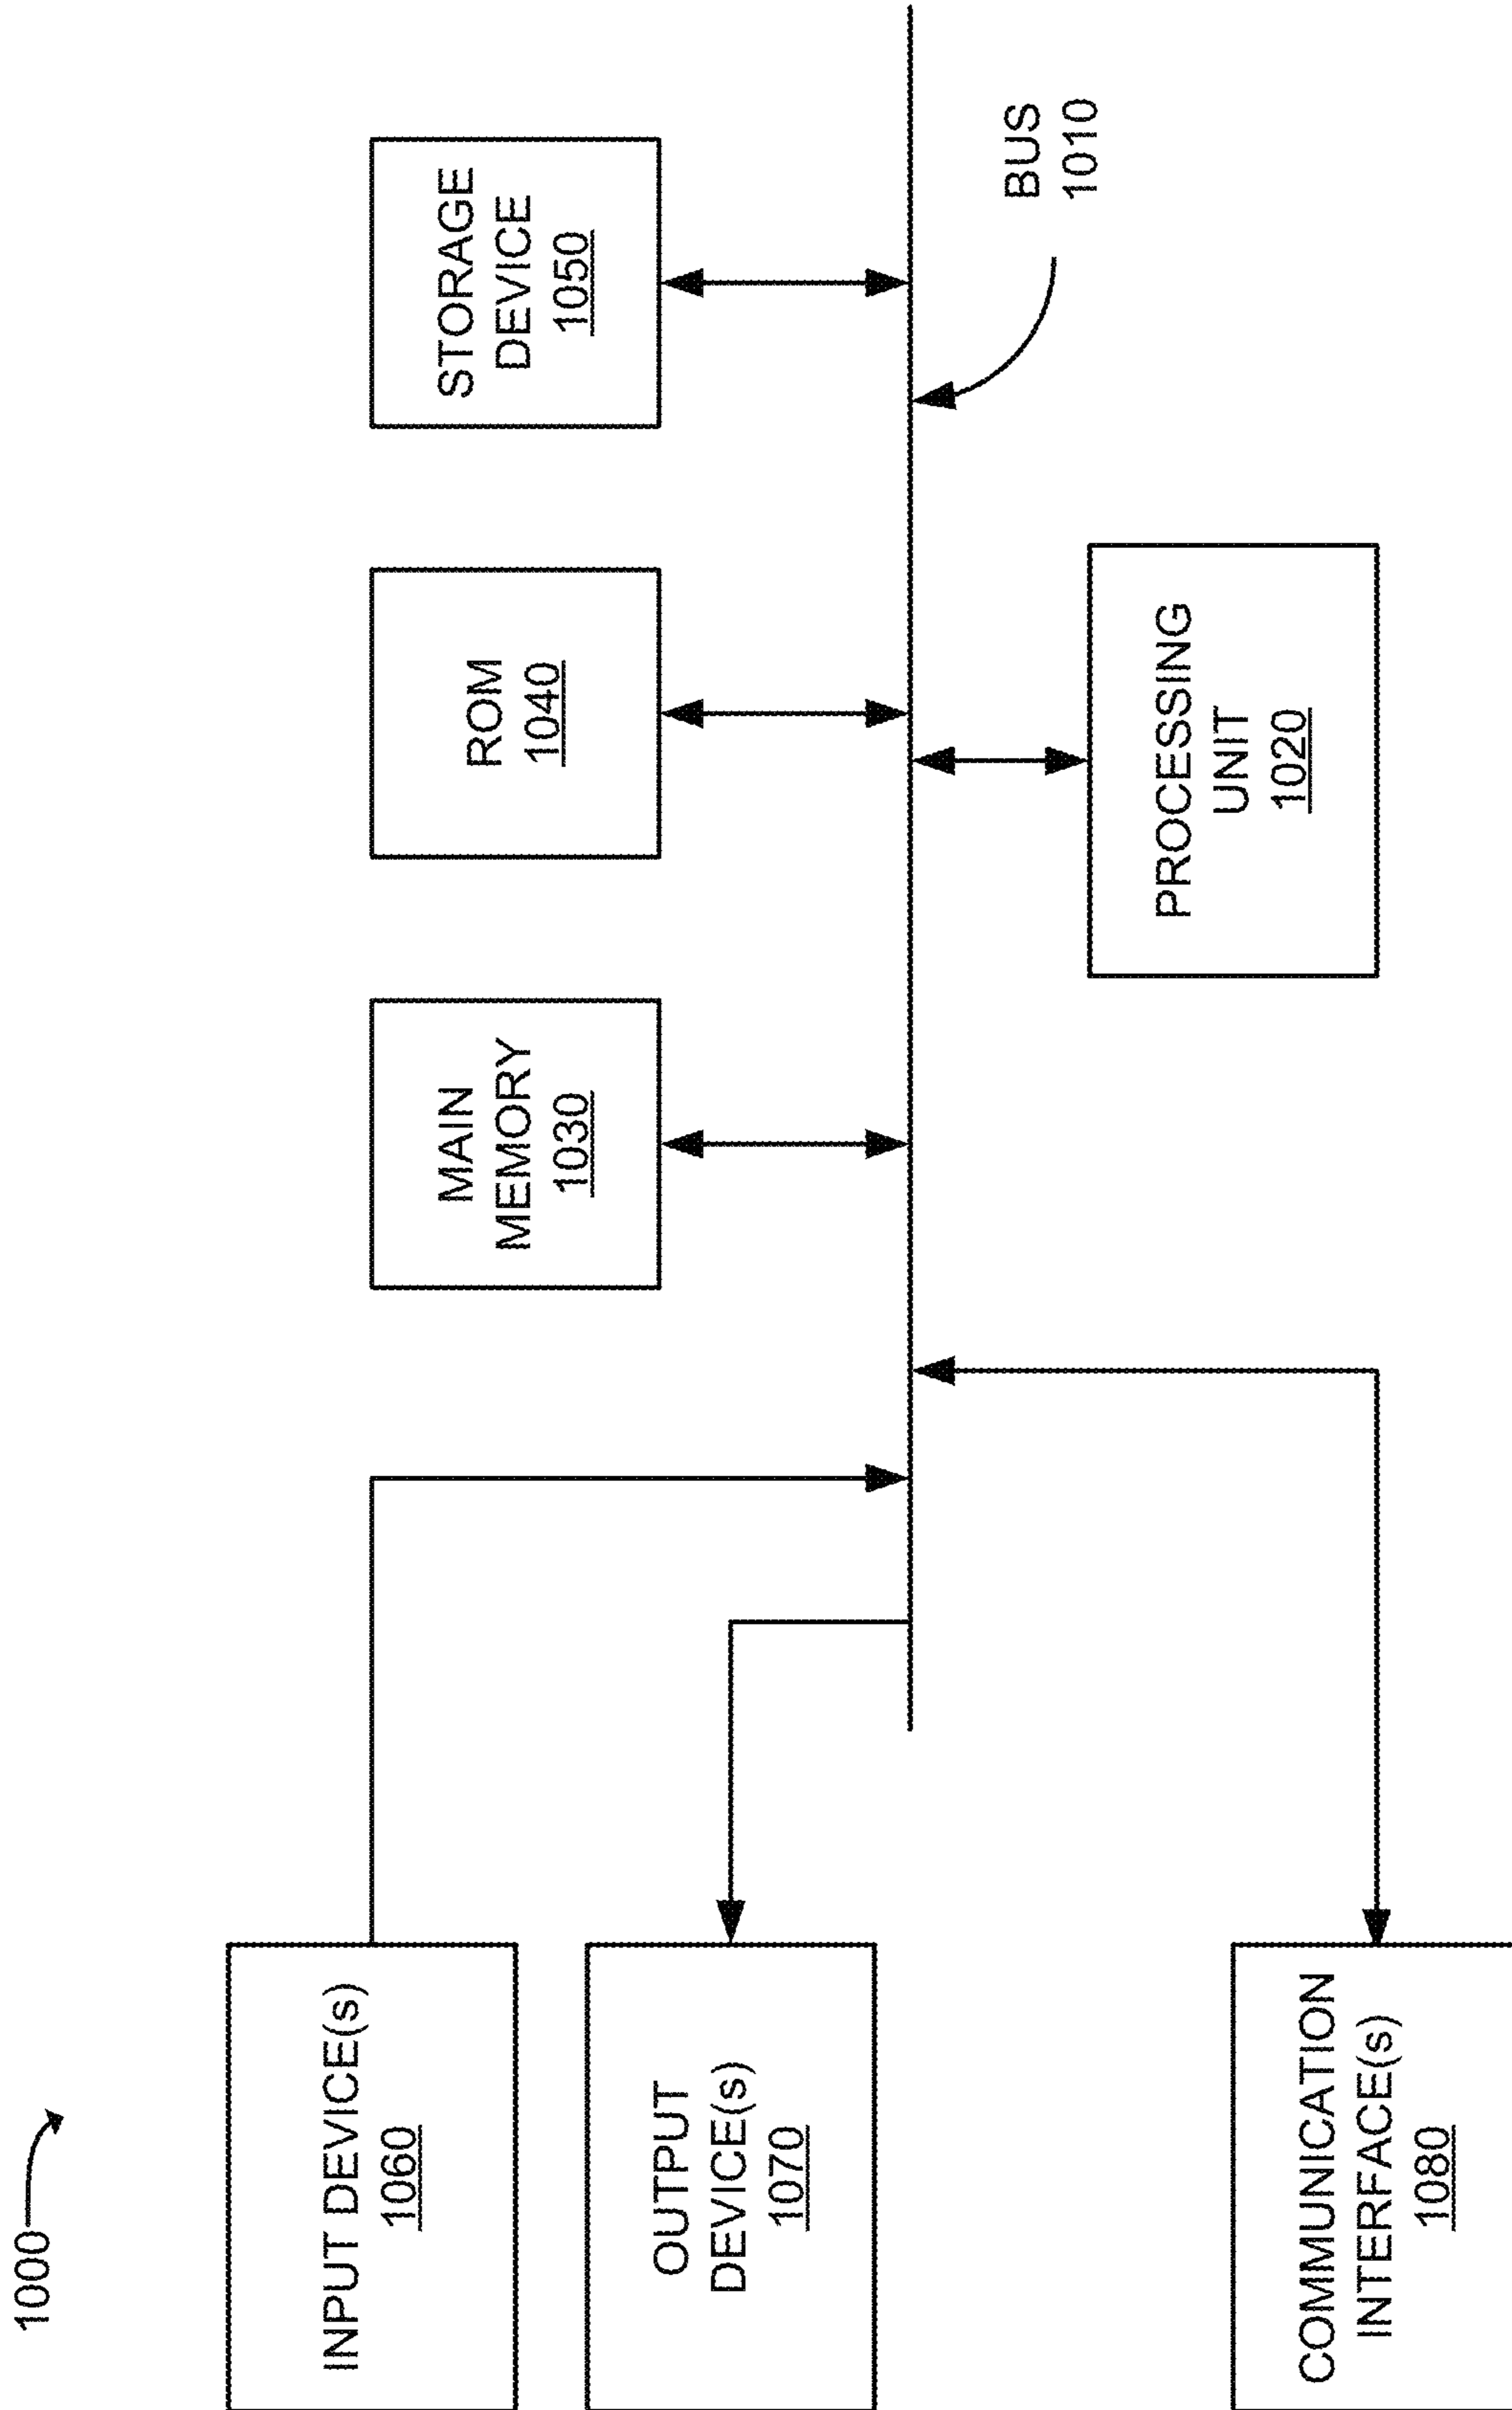 1000
INPUT DEVICE(s)
1060
OUTPUT
DEVICE(s)
1070
COMMUNICATION
INTERFACE(s)
1080
MAIN
MEMORY
1030
ROM
1040
STORAGE
DEVICE
1050
PROCESSING
UNIT
1020
BUS
1010